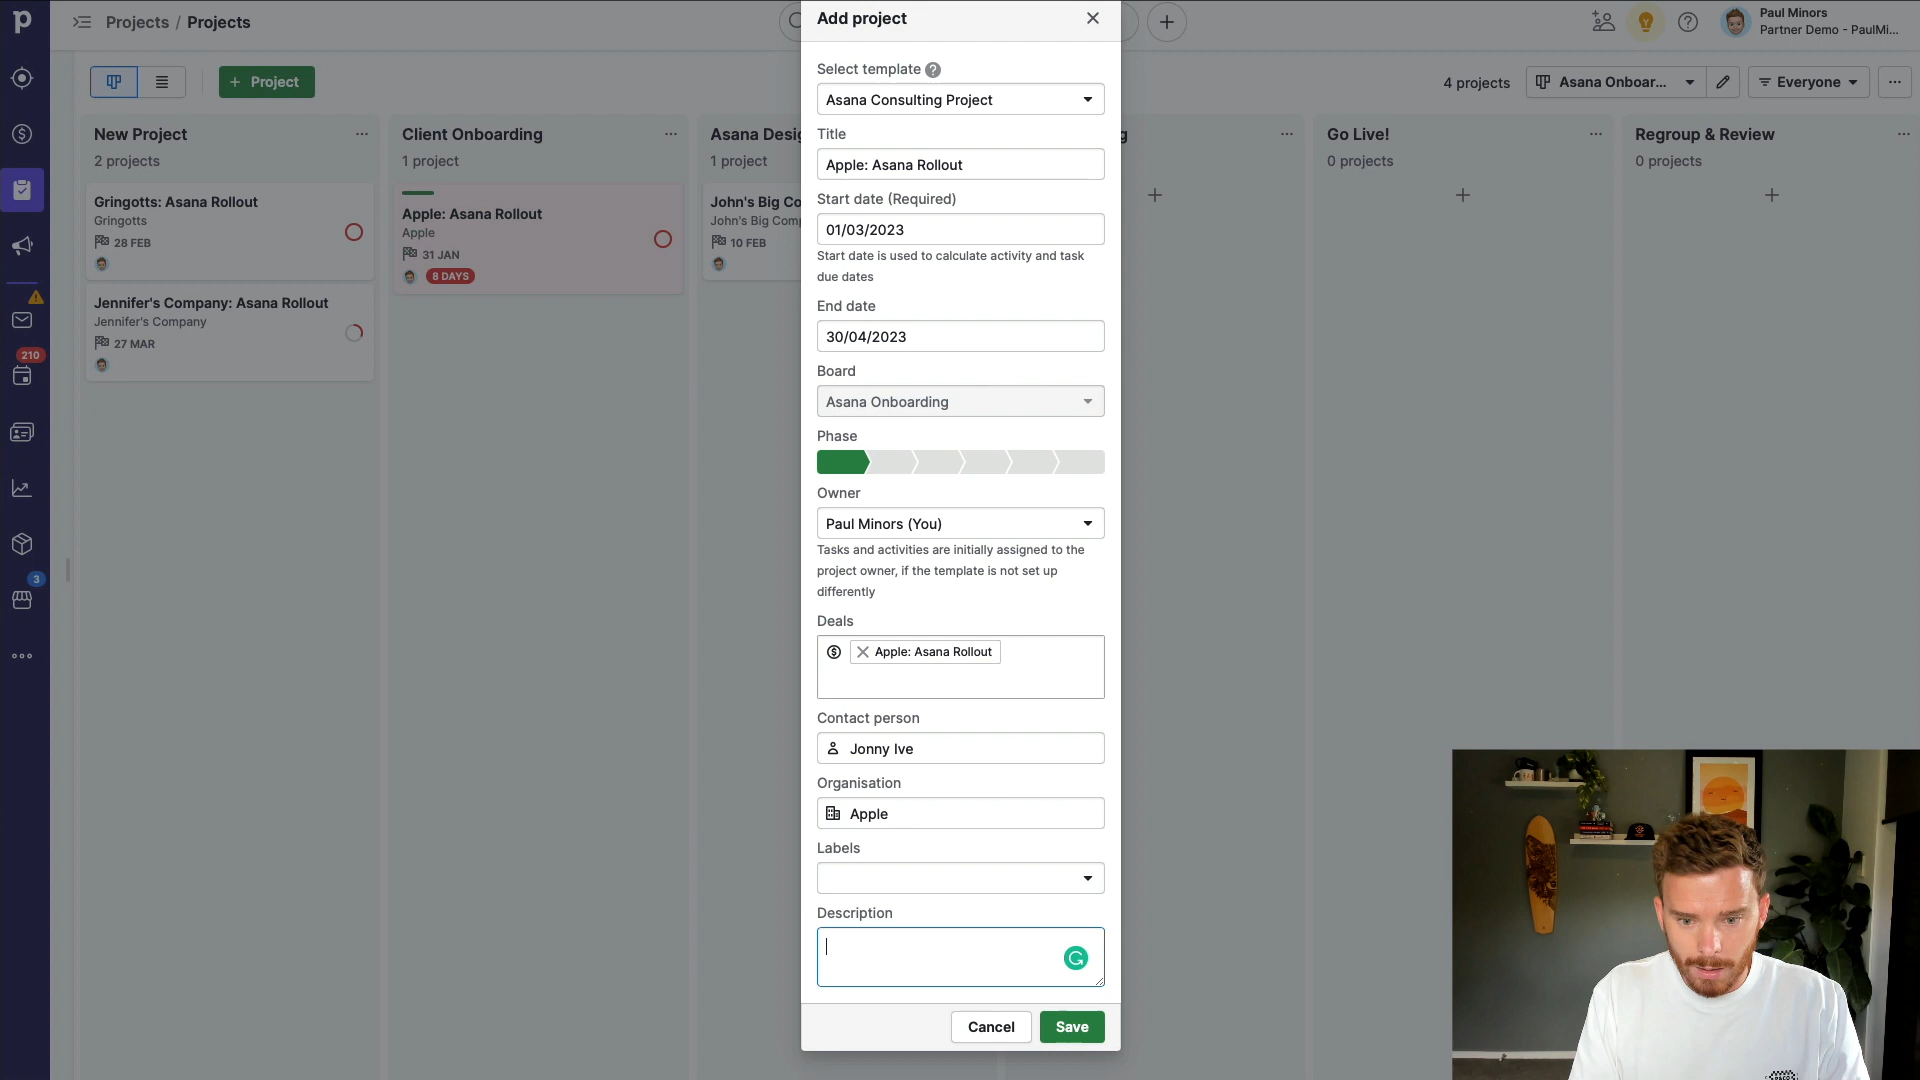 Projects / Projects
Add project
Paul Minors
Partner Demo - PaulMi...
Project
4 projects
Asana Onboar...
Everyone
New Project
2 projects
Gringotts: Asana Rollout
Gringotts
28 FEB
Jennifer's Company: Asana Rollout
Jennifer's Company
27 MAR
Client Onboarding
1 project
Apple: Asana Rollout
Apple
31 JAN
8 DAYS
Asana Desig
1 project
John's Big Co
John's Big Comp
10 FEB
g
Go Live!
0 projects
Regroup & Review
0 projects
210
3
Select template
Asana Consulting Project
Title
Apple: Asana Rollout
Start date (Required)
01/03/2023
Start date is used to calculate activity and task
due dates
End date
30/04/2023
Board
Asana Onboarding
Phase
Owner
Paul Minors (You)
Tasks and activities are initially assigned to the
project owner, if the template is not set up
differently
Deals
Apple: Asana Rollout
Contact person
Jonny Ive
Organisation
Apple
Labels
Description
Cancel
Save